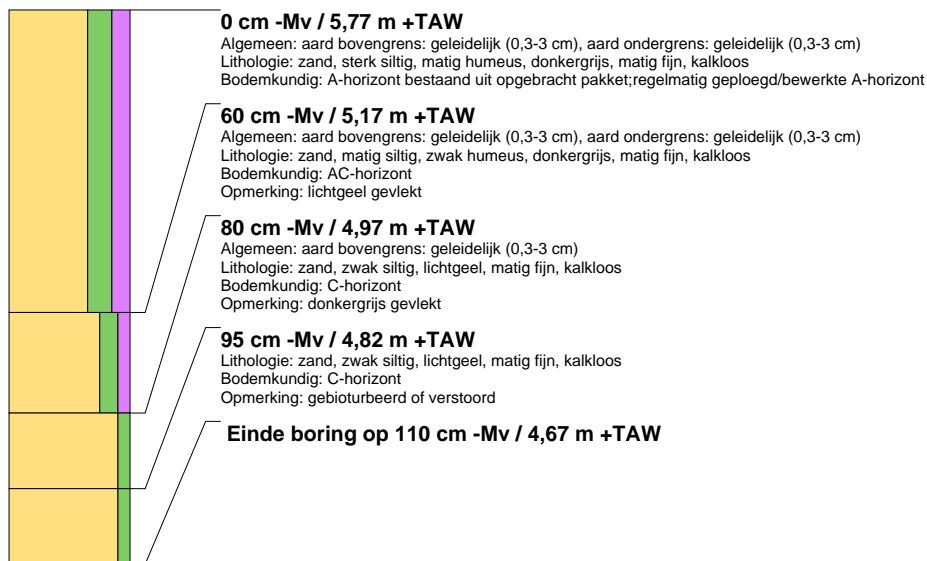 0 cm -Mv / 5,77 m +TAW
Algemeen: aard bovengrens: geleidelijk (0,3-3 cm), aard ondergrens: geleidelijk (0,3-3 cm)
Lithologie: zand, sterk siltig, matig humeus, donkergrijs, matig fijn, kalkloos
Bodemkundig: A-horizont bestaand uit opgebracht pakket;regelmatig geploegd/bewerkte A-horizont
60 cm -Mv / 5,17 m +TAW
Algemeen: aard bovengrens: geleidelijk (0,3-3 cm), aard ondergrens: geleidelijk (0,3-3 cm)
Lithologie: zand, matig siltig, zwak humeus, donkergrijs, matig fijn, kalkloos
Bodemkundig: AC-horizont
Opmerking: lichtgeel gevlekt
80 cm -Mv / 4,97 m +TAW
Algemeen: aard bovengrens: geleidelijk (0,3-3 cm)
Lithologie: zand, zwak siltig, lichtgeel, matig fijn, kalkloos
Bodemkundig: C-horizont
Opmerking: donkergrijs gevlekt
95 cm -Mv / 4,82 m +TAW
Lithologie: zand, zwak siltig, lichtgeel, matig fijn, kalkloos
Bodemkundig: C-horizont
Opmerking: gebioturbeerd of verstoord
Einde boring op 110 cm -Mv / 4,67 m +TAW